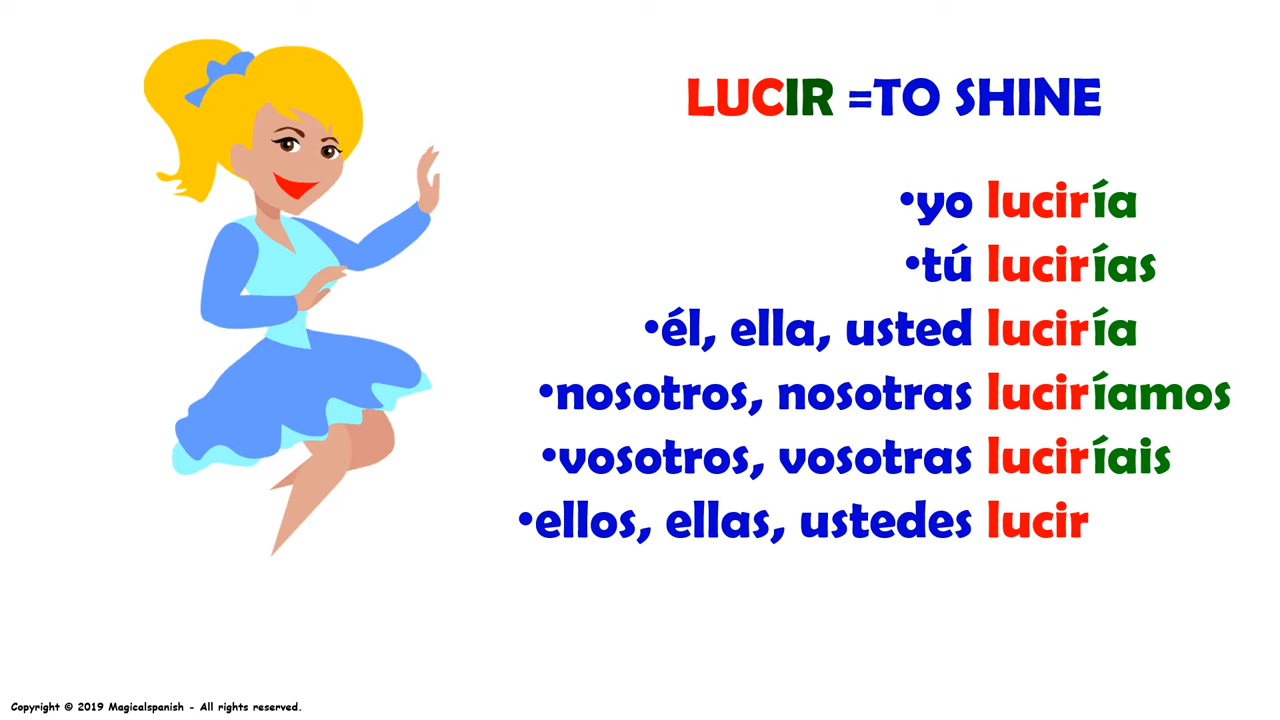 LUCIR =TO SHINE
•yo luciría
•tú lucirías
•él, ella, usted luciría
•nosotros, nosotras luciríamos
•vosotros, vosotras luciríais
•ellos, ellas, ustedes lucir
Copyright © 2019 Magicalspanish - All rights reserved.